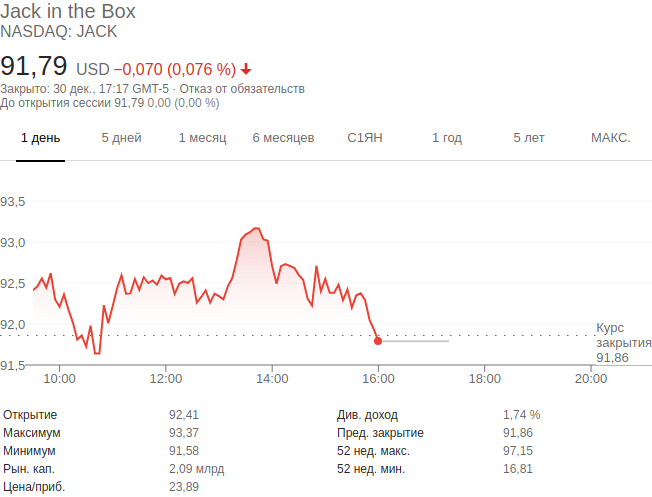 Jack in the Box
NASDAQ: JACK
91,79 USD −0,070 (0,076 %)
Закрыто: 30 дек., 17:17 GMT-5 · Отказ от обязательств
До открытия сессии 91,79 0,00 (0,00 %)
1 день 5 дней 1 месяц 6 месяцев С1ЯН 1 год 5 лет МАКС.
93,5
93,0
92,5
92,0
91,5
Курс
закрытия
91,86
10:00 12:00 14:00 16:00 18:00 20:00
Открытие 92,41 Див. доход 1,74 %
Максимум 93,37 Пред. закрытие 91,86
Минимум 91,58 52 нед. макс. 97,15
Рын. кап. 2,09 млрд 52 нед. мин. 16,81
Цена/приб. 23,89